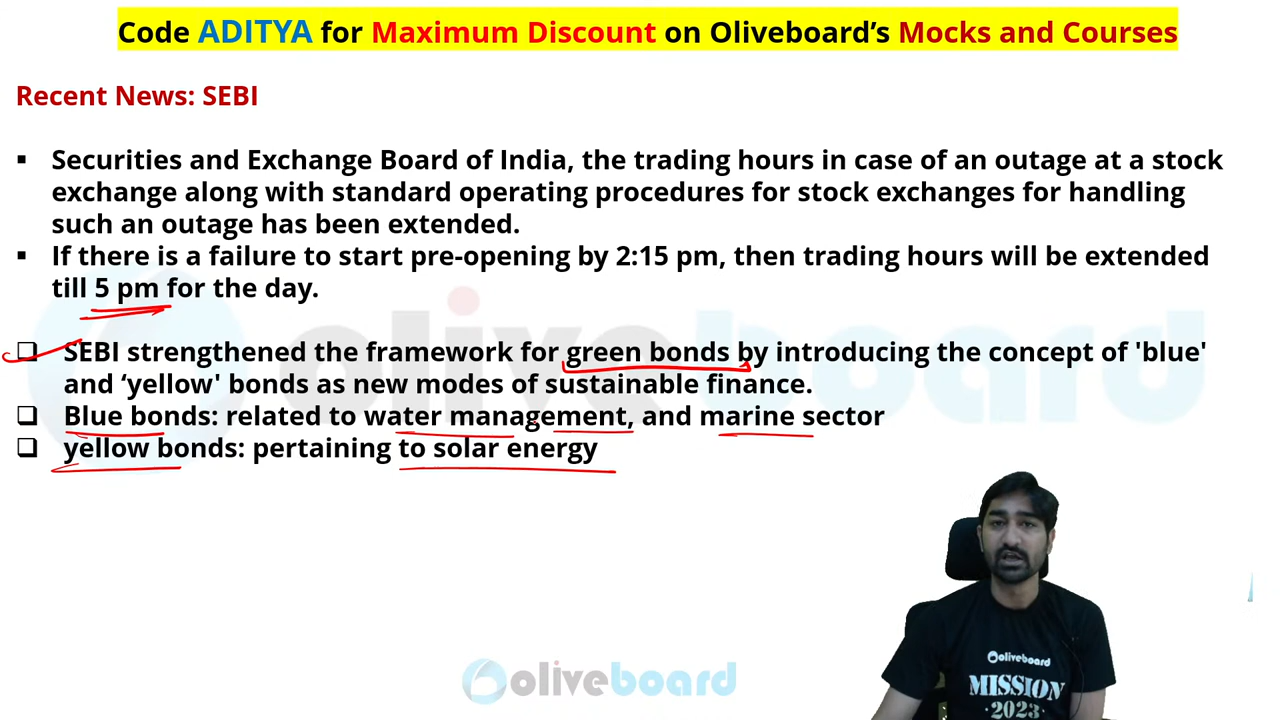 Code ADITYA for Maximum Discount on Oliveboard’s Mocks and Courses
Recent News: SEBI
▪ Securities and Exchange Board of India, the trading hours in case of an outage at a stock
exchange along with standard operating procedures for stock exchanges for handling
such an outage has been extended.
▪ If there is a failure to start pre-opening by 2:15 pm, then trading hours will be extended
till 5 pm for the day.
❑ SEBI strengthened the framework for green bonds by introducing the concept of 'blue'
and ‘yellow' bonds as new modes of sustainable finance.
❑ Blue bonds: related to water management, and marine sector
❑ yellow bonds: pertaining to solar energy
oliveboard
oliveboard
oliveboard
MISSION
·2023·